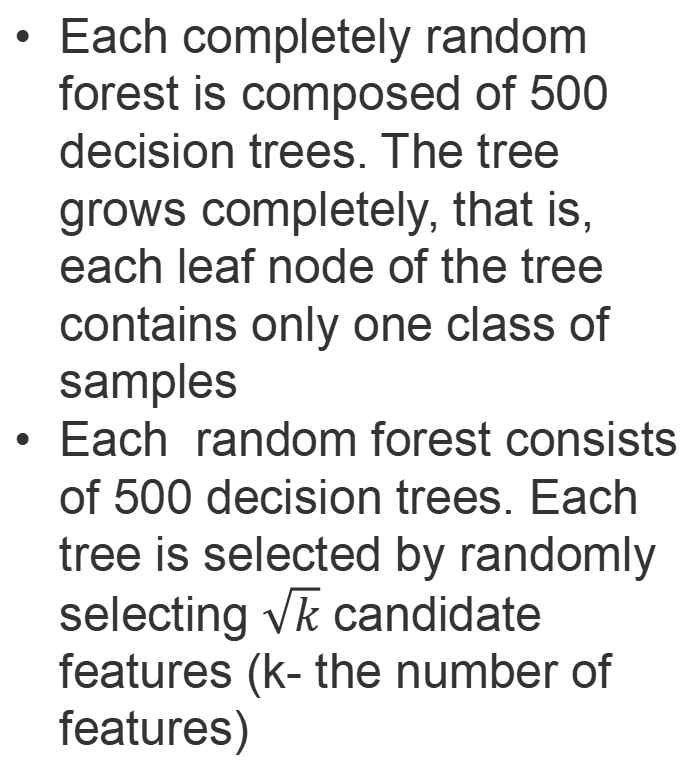 • Each completely random
forest is composed of 500
decision trees. The tree
grows completely, that is,
each leaf node of the tree
contains only one class of
samples
• Each  random forest consists
of 500 decision trees. Each
tree is selected by randomly
selecting √k candidate
features (k- the number of
features)